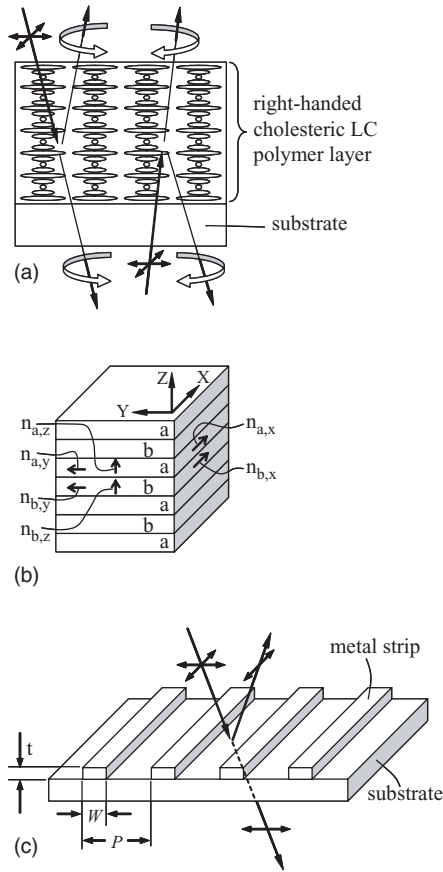 right-handed
cholesteric LC
polymer layer
substrate
(a)
Z
X
Y
n_{a,z}
n_{a,y}
n_{b,y}
n_{b,z}
n_{a,x}
n_{b,x}
a
b
a
b
a
b
a
(b)
metal strip
t
W
P
substrate
(c)